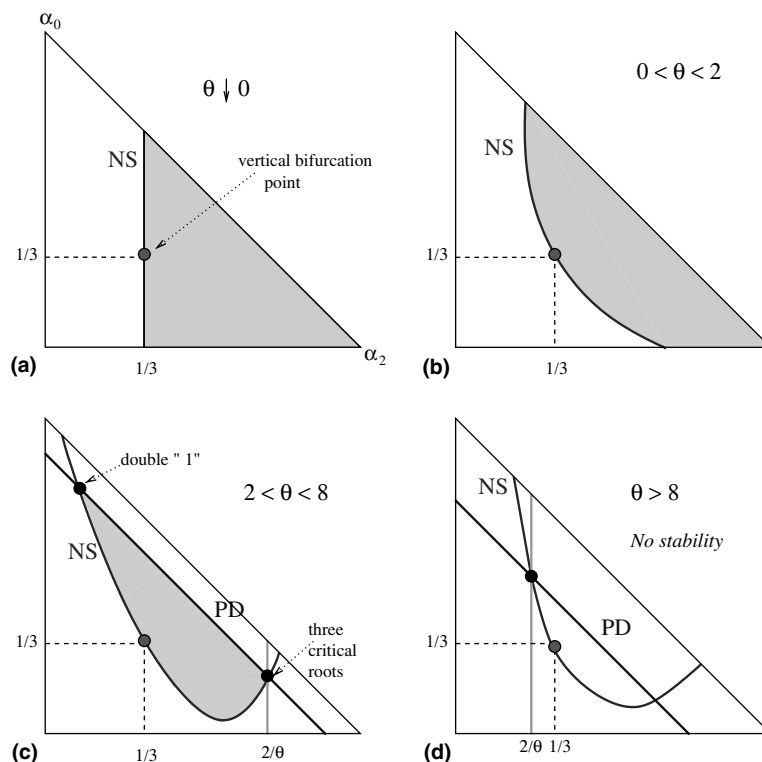 α₀
θ ↓ 0
NS
vertical bifurcation
point
1/3
(a)
1/3
α₂
0 < θ < 2
NS
1/3
(b)
1/3
double " 1"
2 < θ < 8
NS
PD
three
critical
roots
1/3
(c)
1/3
2/θ
θ > 8
NS
No stability
PD
1/3
(d)
2/θ 1/3